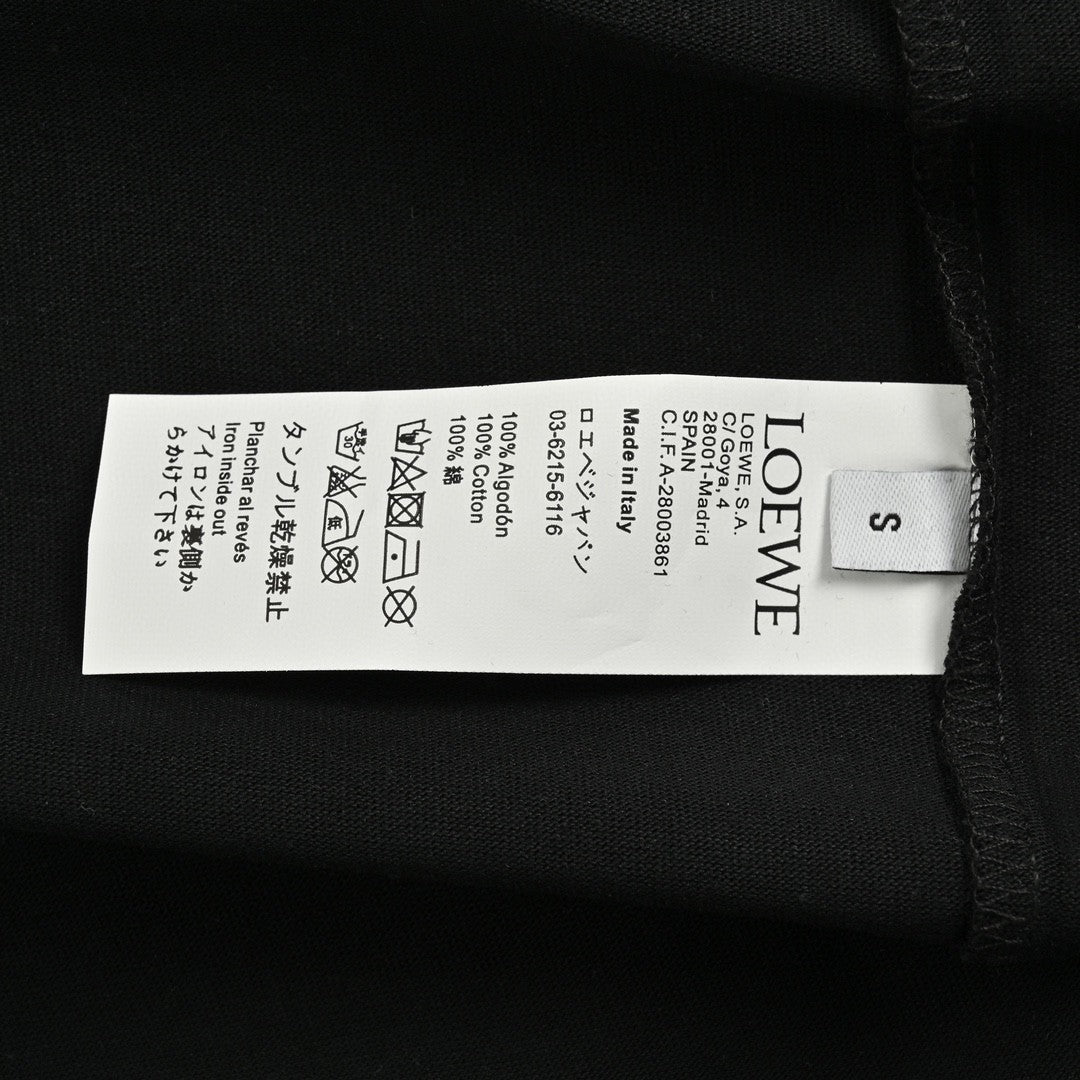 LOEWE
LOEWE, S.A.
C/ Goya, 4
28001-Madrid
SPAIN
C.I.F. A-28003861
Made in Italy
ロエベジャパン
03-6215-6116
100% Algodón
100% Cotton
100% 綿
30
低
タンブル乾燥禁止
Planchar al revés
Iron inside out
アイロンは裏側か
らかけて下さい
S